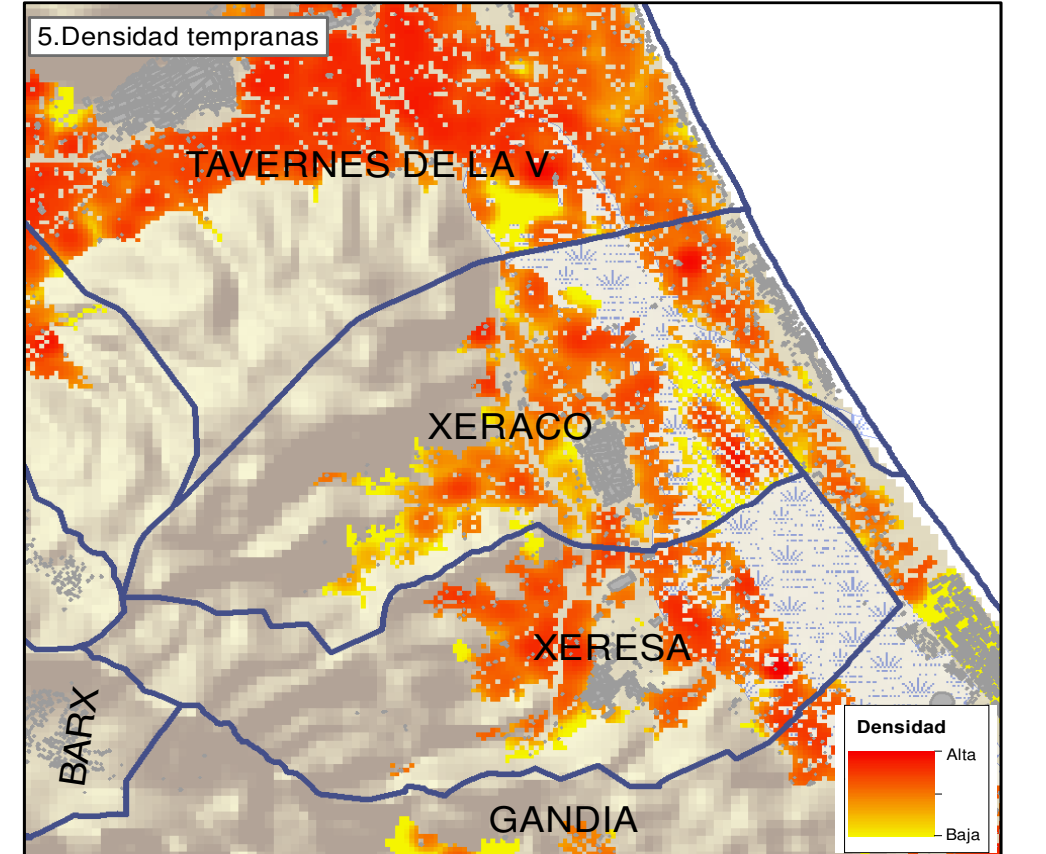 5.Densidad tempranas
TAVERNES DE LA V
XERACO
XERESA
BARX
GANDIA
Densidad
Alta
Baja